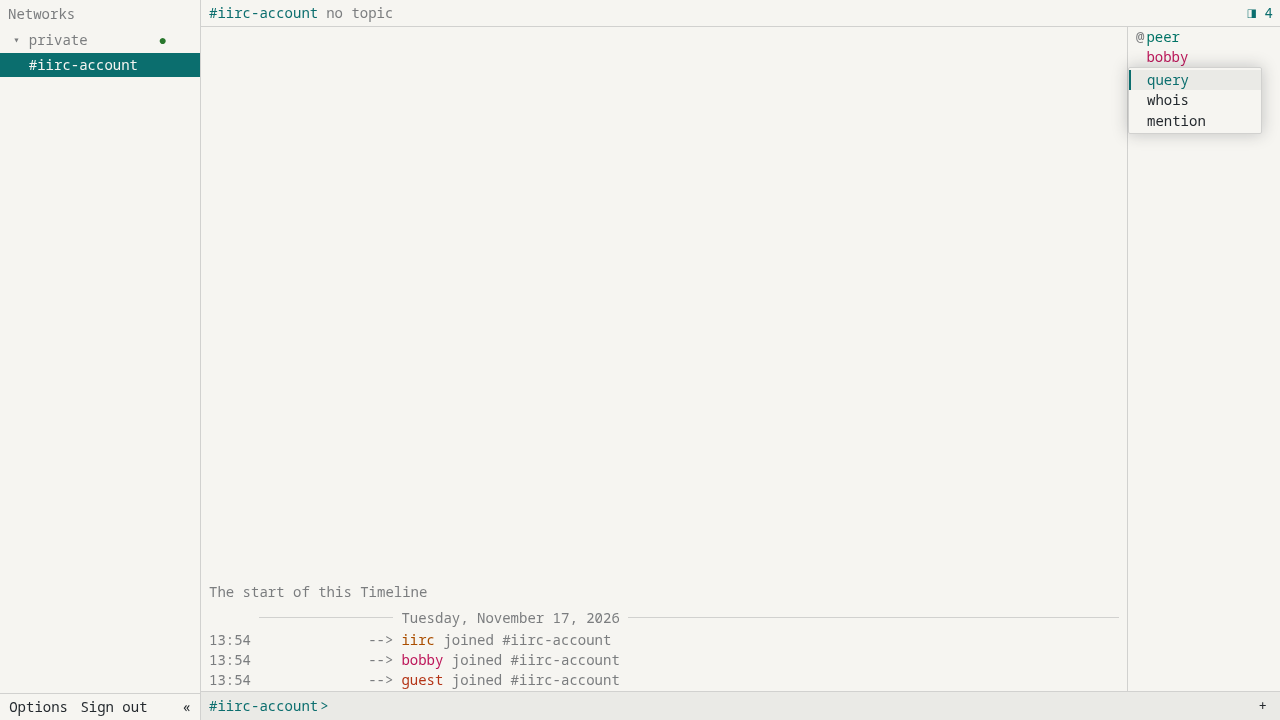 Networks
▾ private ●
#iirc-account
#iirc-account no topic
◨ 4
@peer
bobby
query
whois
mention
The start of this Timeline
Tuesday, November 17, 2026
13:54 --> iirc joined #iirc-account
13:54 --> bobby joined #iirc-account
13:54 --> guest joined #iirc-account
Options Sign out «
#iirc-account> +